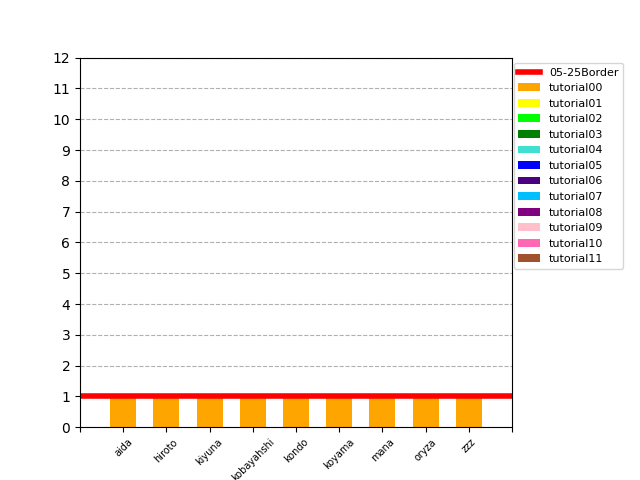 12
11
10
9
8
7
6
5
4
3
2
1
0
aida
hiroto
kiyuna
kobayahshi
kondo
koyama
mana
oryza
zzz
05-25Border
tutorial00
tutorial01
tutorial02
tutorial03
tutorial04
tutorial05
tutorial06
tutorial07
tutorial08
tutorial09
tutorial10
tutorial11